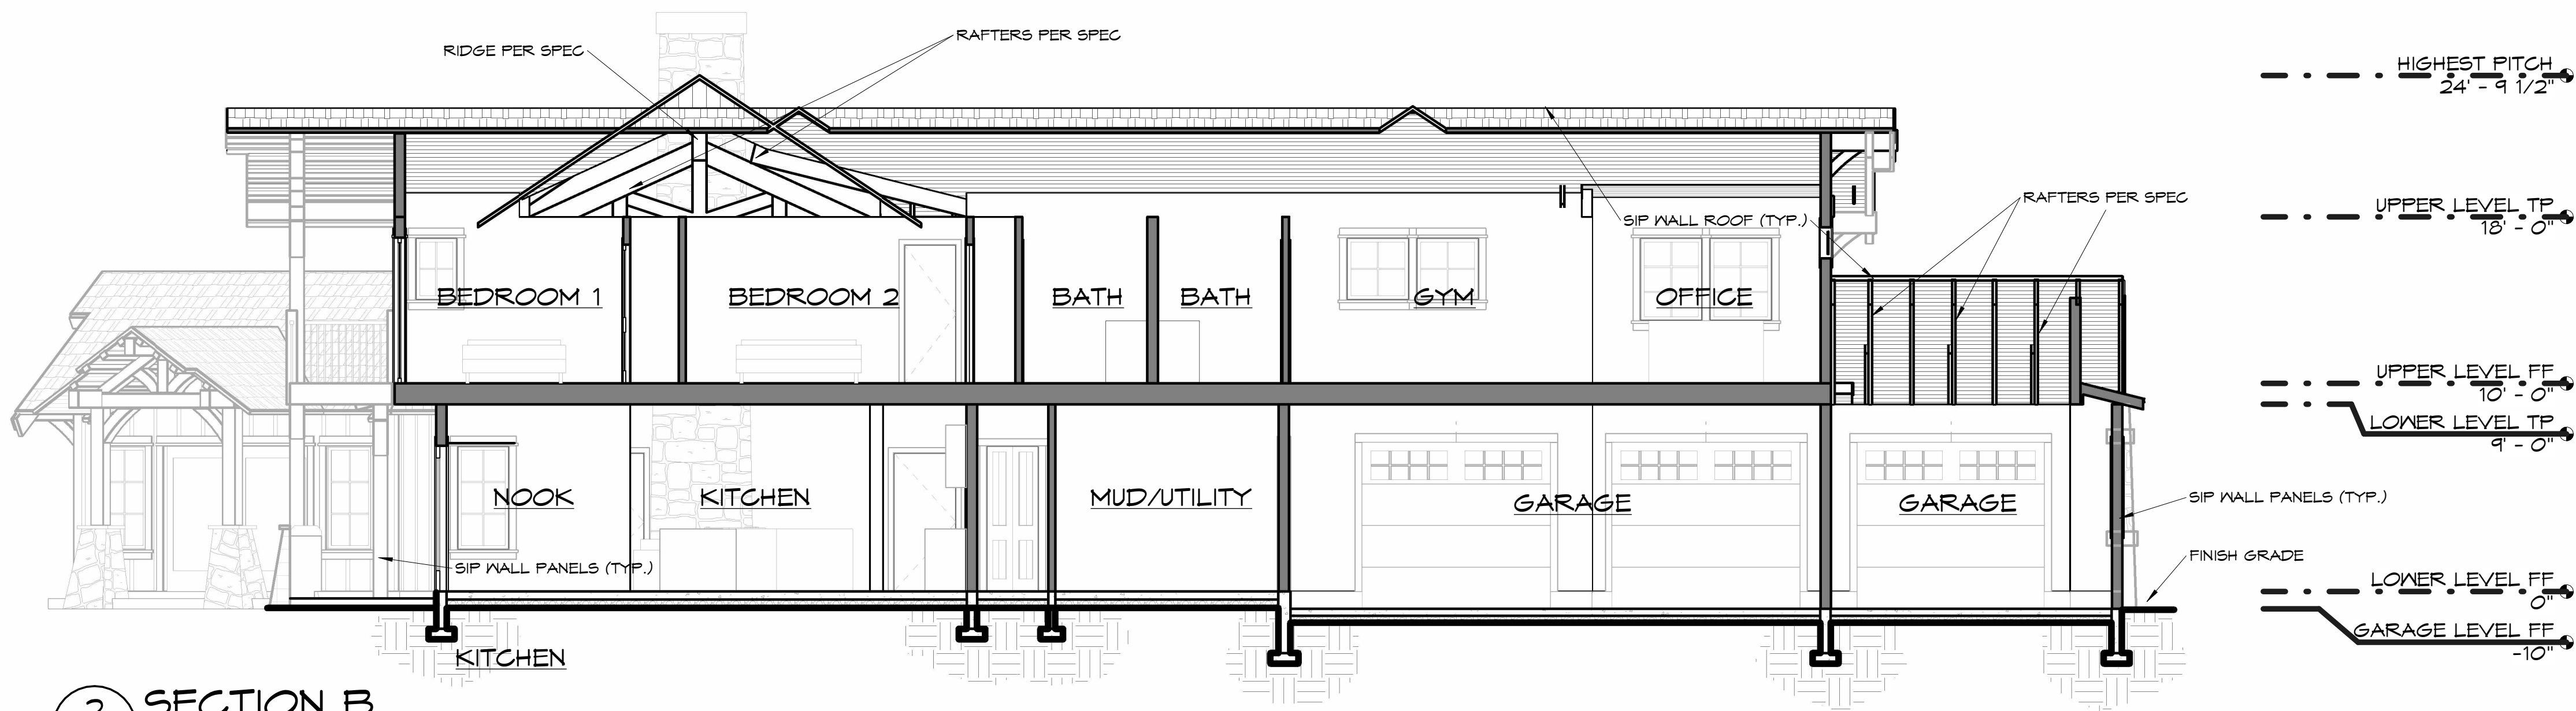 RIDGE PER SPEC
RAFTERS PER SPEC
HIGHEST PITCH
24' - 9 1/2"
RAFTERS PER SPEC
UPPER LEVEL TP
18' - 0"
SIP WALL ROOF (TYP.)
BEDROOM 1
BEDROOM 2
BATH
BATH
GYM
OFFICE
UPPER LEVEL FF
10' - 0"
LOWER LEVEL TP
9' - 0"
NOOK
KITCHEN
MUD/UTILITY
GARAGE
GARAGE
SIP WALL PANELS (TYP.)
SIP WALL PANELS (TYP.)
FINISH GRADE
LOWER LEVEL FF
0"
GARAGE LEVEL FF
-10"
KITCHEN
SECTION B